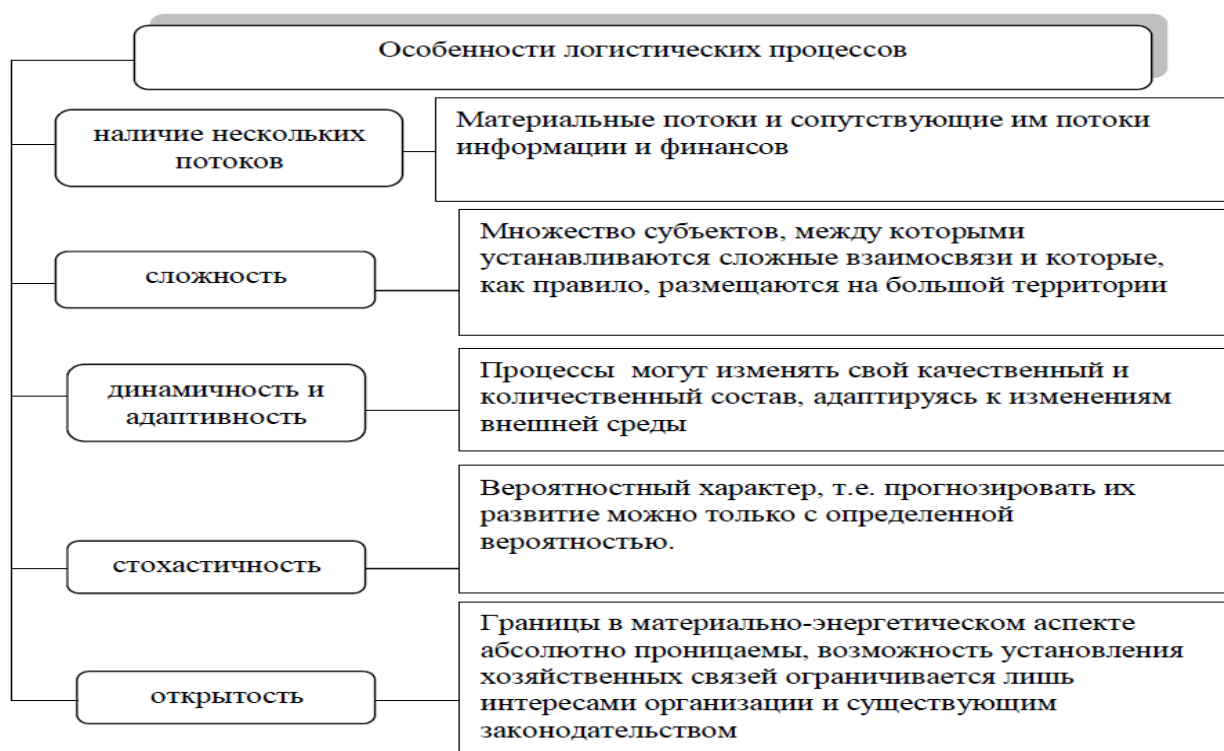 Особенности логистических процессов
наличие нескольких
потоков
Материальные потоки и сопутствующие им потоки
информации и финансов
сложность
Множество субъектов, между которыми
устанавливаются сложные взаимосвязи и которые,
как правило, размещаются на большой территории
динамичность и
адаптивность
Процессы  могут изменять свой качественный и
количественный состав, адаптируясь к изменениям
внешней среды
стохастичность
Вероятностный характер, т.е. прогнозировать их
развитие можно только с определенной
вероятностью.
открытость
Границы в материально-энергетическом аспекте
абсолютно проницаемы, возможность установления
хозяйственных связей ограничивается лишь
интересами организации и существующим
законодательством